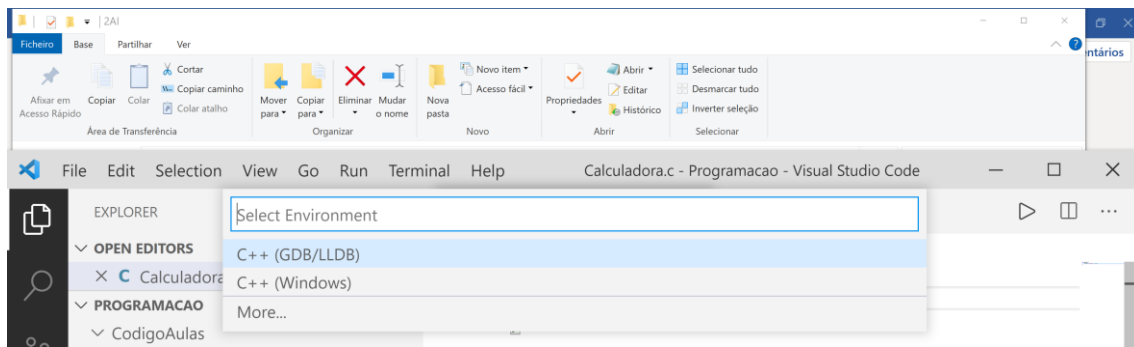 2AI
Ficheiro Base Partilhar Ver
ntários
Afixar em Acesso Rápido
Copiar
Colar
Cortar
Copiar caminho
Colar atalho
Área de Transferência
Mover para
Copiar para
Eliminar
Mudar o nome
Organizar
Nova pasta
Novo item
Acesso fácil
Novo
Propriedades
Abrir
Editar
Histórico
Abrir
Selecionar tudo
Desmarcar tudo
Inverter seleção
Selecionar
File Edit Selection View Go Run Terminal Help Calculadora.c - Programacao - Visual Studio Code
EXPLORER
Select Environment
OPEN EDITORS
C++ (GDB/LLDB)
C Calculadora
C++ (Windows)
PROGRAMACAO
More...
CodigoAulas